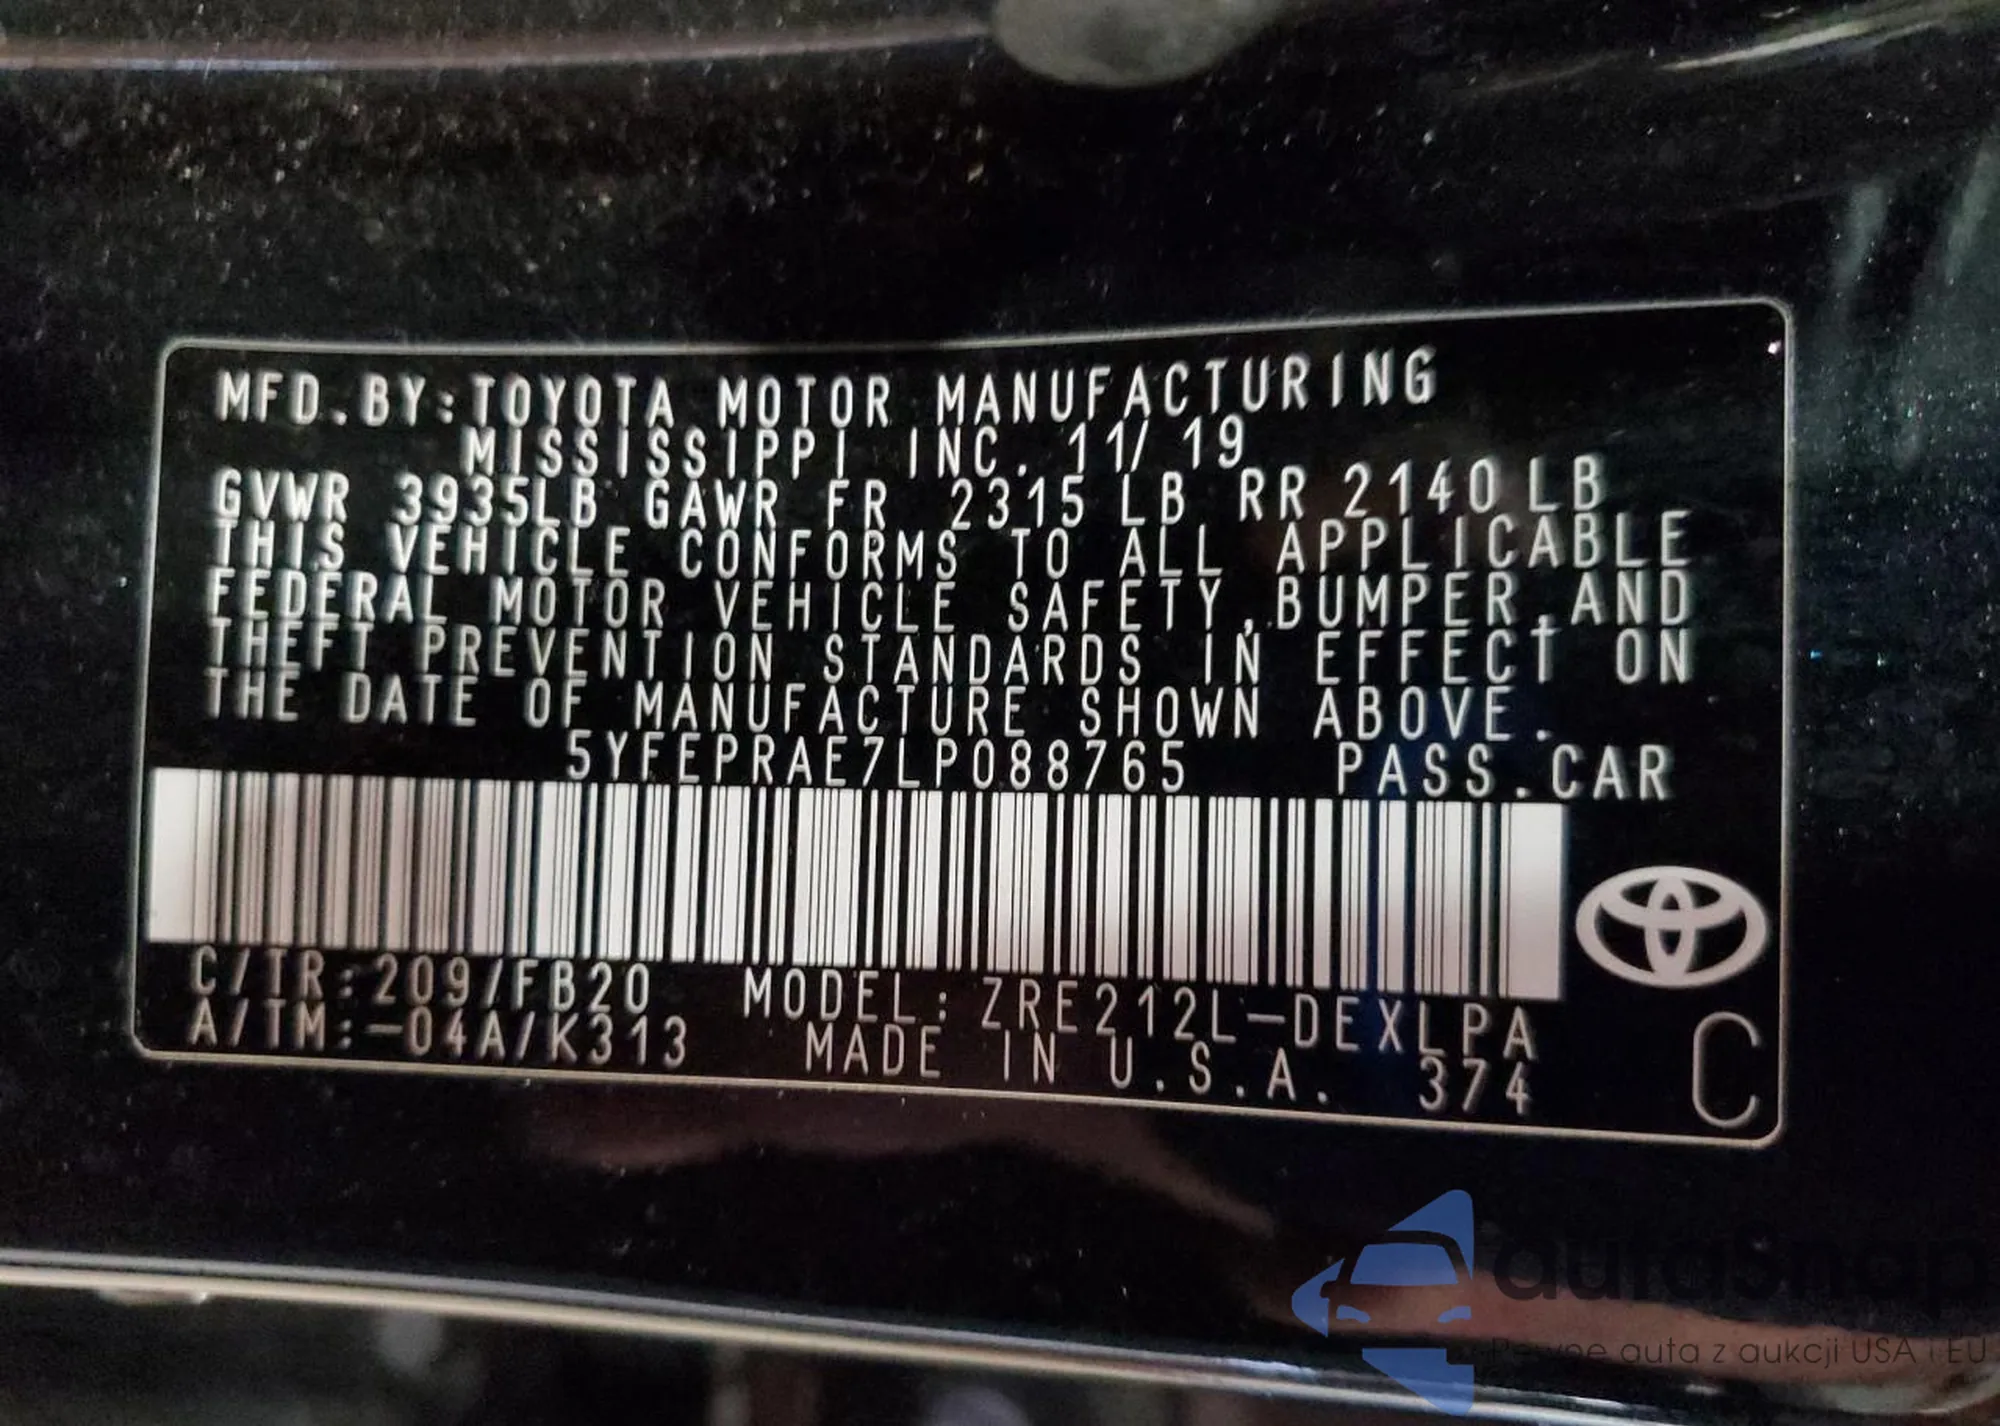 MFD.BY:TOYOTA MOTOR MANUFACTURING
MISSISSIPPI INC. 11/ 19
GVWR 3935LB GAWR FR 2315 LB RR 2140 LB
THIS VEHICLE CONFORMS TO ALL APPLICABLE
FEDERAL MOTOR VEHICLE SAFETY,BUMPER,AND
THEFT PREVENTION STANDARDS IN EFFECT ON
THE DATE OF MANUFACTURE SHOWN ABOVE.
5YFEPRAE7LP088765 PASS.CAR
C/TR:209/FB20 MODEL: ZRE212L-DEXLPA
A/TM:-04A/K313 MADE IN U.S.A. 374 C
autosnap
Pewne auta z aukcji USA i EU